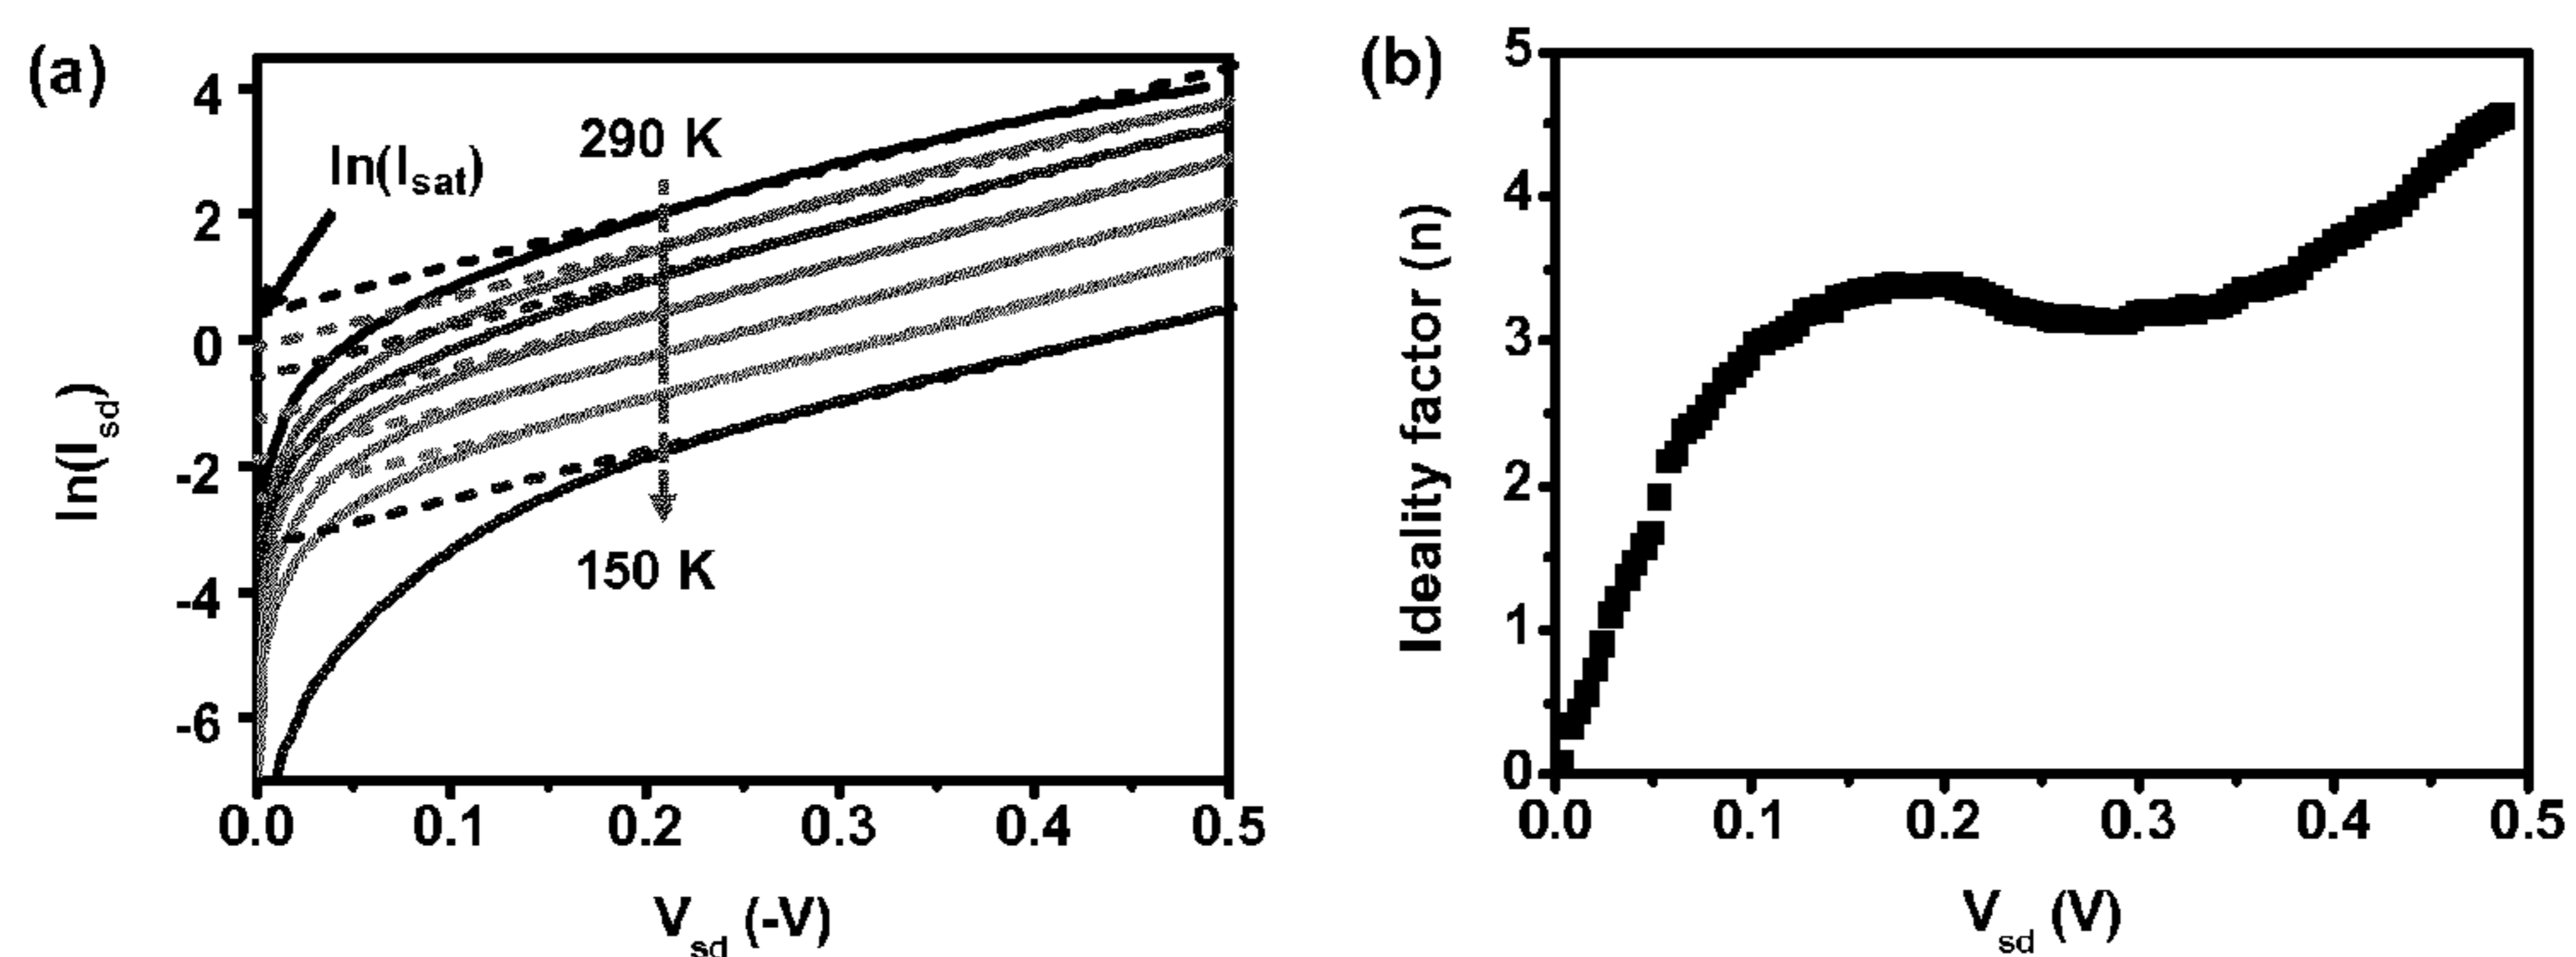 (a)
4
2
0
-2
-4
-6
ln(I_sd)
ln(I_sat)
290 K
150 K
0.0 0.1 0.2 0.3 0.4 0.5
V_sd (-V)
(b)
5
4
3
2
1
0
Ideality factor (n)
0.0 0.1 0.2 0.3 0.4 0.5
V_sd (V)